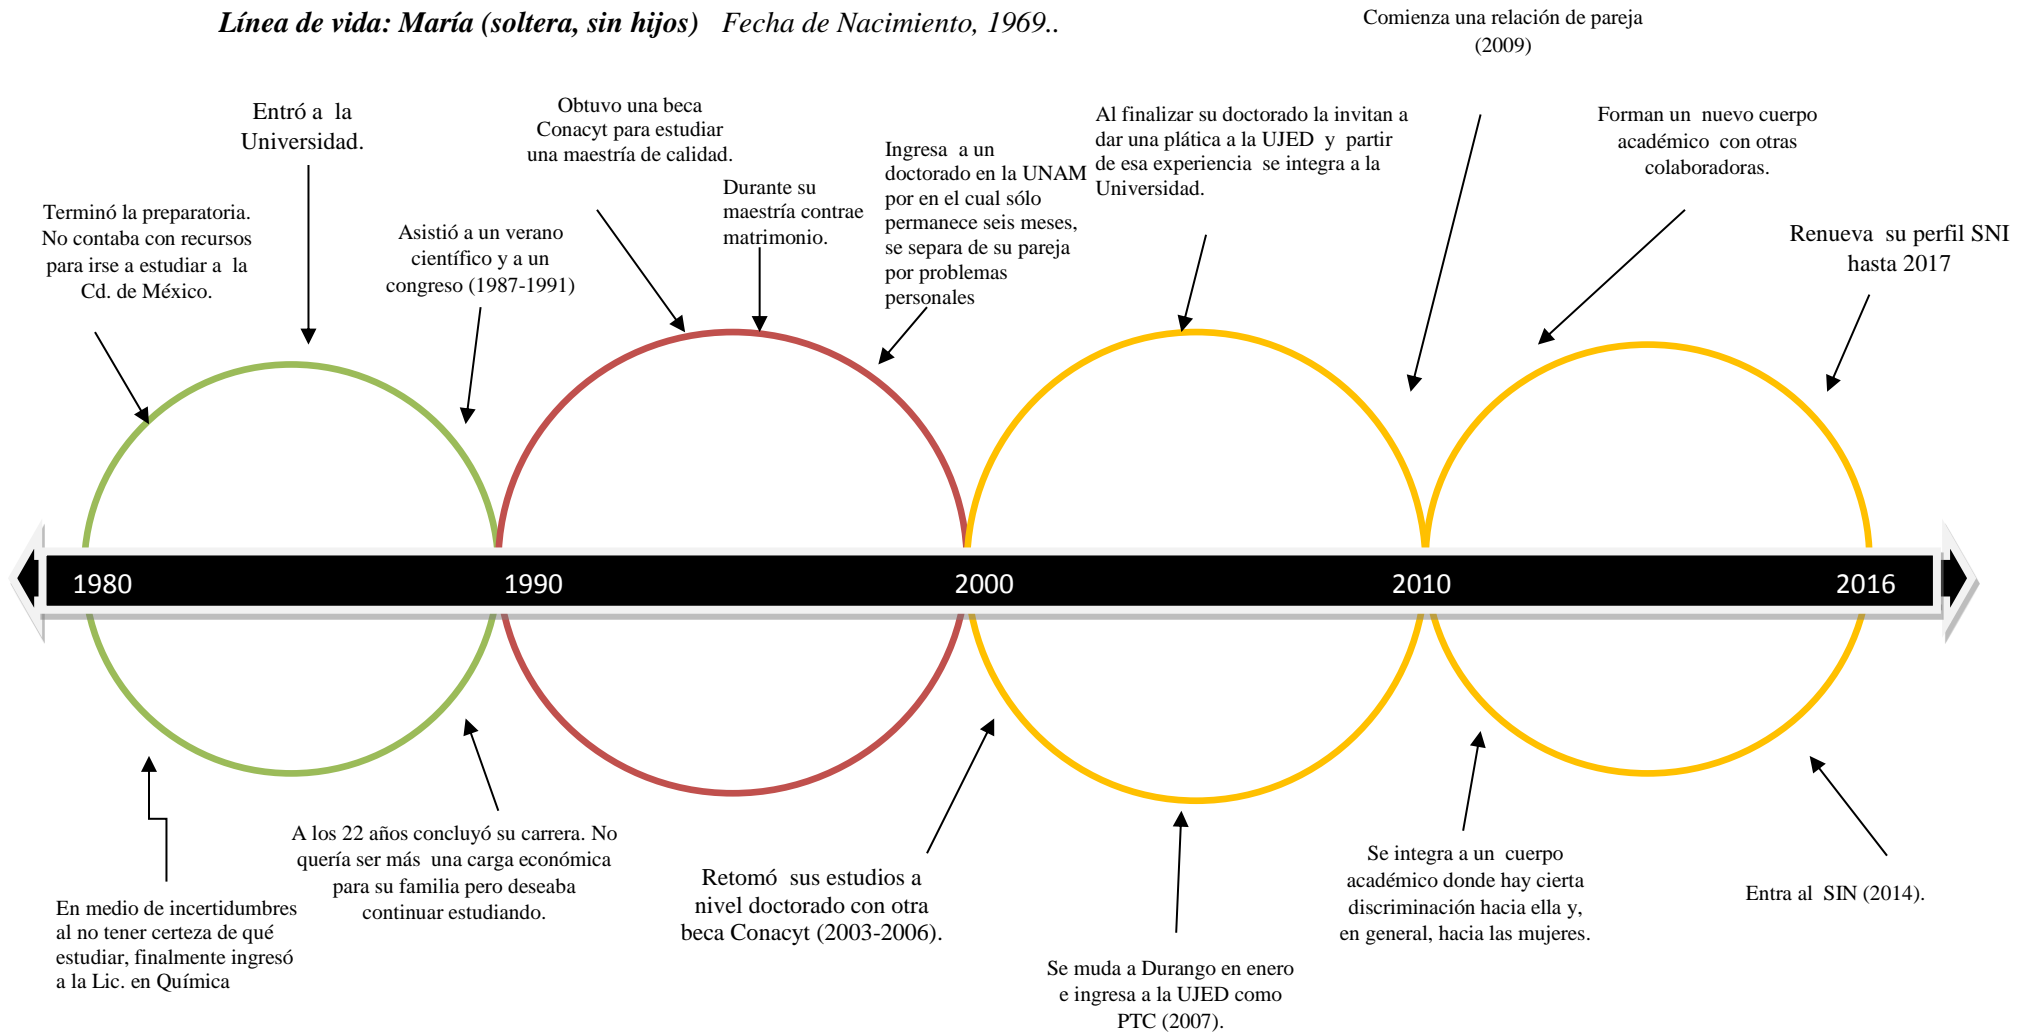 Línea de vida: María (soltera, sin hijos) Fecha de Nacimiento, 1969..
Comienza una relación de pareja
(2009)
Entró a la
Universidad.
Obtuvo una beca
Conacyt para estudiar
una maestría de calidad.
Al finalizar su doctorado la invitan a
dar una plática a la UJED y partir
de esa experiencia se integra a la
Universidad.
Forman un nuevo cuerpo
académico con otras
colaboradoras.
Terminó la preparatoria.
No contaba con recursos
para irse a estudiar a la
Cd. de México.
Asistió a un verano
científico y a un
congreso (1987-1991)
Durante su
maestría contrae
matrimonio.
Ingresa a un
doctorado en la UNAM
por en el cual sólo
permanece seis meses,
se separa de su pareja
por problemas
personales
Renueva su perfil SNI
hasta 2017
1980
1990
2000
2010
2016
En medio de incertidumbres
al no tener certeza de qué
estudiar, finalmente ingresó
a la Lic. en Química
A los 22 años concluyó su carrera. No
quería ser más una carga económica
para su familia pero deseaba
continuar estudiando.
Retomó sus estudios a
nivel doctorado con otra
beca Conacyt (2003-2006).
Se muda a Durango en enero
e ingresa a la UJED como
PTC (2007).
Se integra a un cuerpo
académico donde hay cierta
discriminación hacia ella y,
en general, hacia las mujeres.
Entra al SIN (2014).